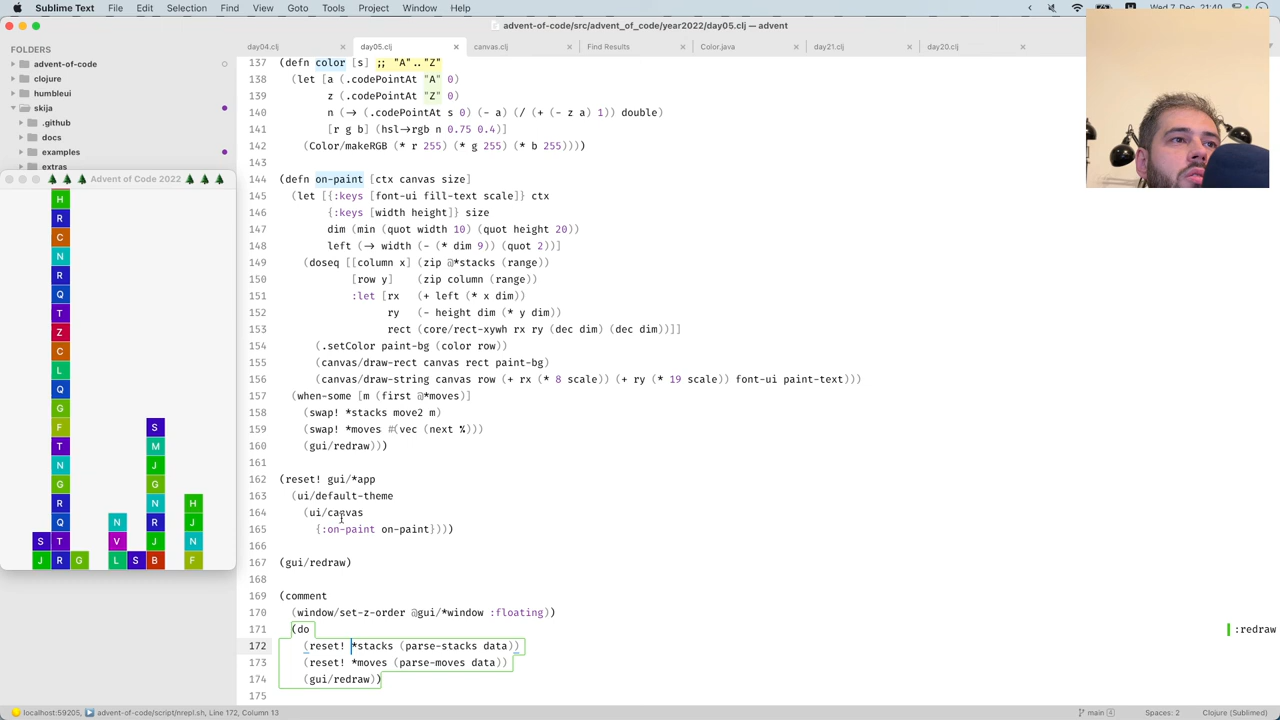 Sublime Text File Edit Selection Find View Goto Tools Project Window Help
Wed 7. Dec 21:40
advent-of-code/src/advent_of_code/year2022/day05.clj — advent
FOLDERS
advent-of-code
clojure
humbleui
skija
.github
docs
examples
extras
day04.clj × day05.clj × canvas.clj × Find Results × Color.java × day21.clj × day20.clj ×
137 (defn color [s] ;; "A".."Z"
138 (let [a (.codePointAt "A" 0)
139 z (.codePointAt "Z" 0)
140 n (-> (.codePointAt s 0) (- a) (/ (+ (- z a) 1)) double)
141 [r g b] (hsl->rgb n 0.75 0.4)]
142 (Color/makeRGB (* r 255) (* g 255) (* b 255))))
143
144 (defn on-paint [ctx canvas size]
145 (let [{:keys [font-ui fill-text scale]} ctx
146 {:keys [width height]} size
147 dim (min (quot width 10) (quot height 20))
148 left (-> width (- (* dim 9)) (quot 2))]
149 (doseq [[column x] (zip @*stacks (range))
150 [row y] (zip column (range))
151 :let [rx (+ left (* x dim))
152 ry (- height dim (* y dim))
153 rect (core/rect-xywh rx ry (dec dim) (dec dim))]]
154 (.setColor paint-bg (color row))
155 (canvas/draw-rect canvas rect paint-bg)
156 (canvas/draw-string canvas row (+ rx (* 8 scale)) (+ ry (* 19 scale)) font-ui paint-text)))
157 (when-some [m (first @*moves)]
158 (swap! *stacks move2 m)
159 (swap! *moves #(vec (next %)))
160 (gui/redraw)))
161
162 (reset! gui/*app
163 (ui/default-theme
164 (ui/canvas
165 {:on-paint on-paint})))
166
167 (gui/redraw)
168
169 (comment
170 (window/set-z-order @gui/*window :floating))
171 (do
:redraw
172 (reset! *stacks (parse-stacks data))
173 (reset! *moves (parse-moves data))
174 (gui/redraw))
175
Advent of Code 2022
H
R
C
N
R
Q
T
Z
C
L
Q
G
F S
T M
N J
G G
R N H
Q N R J
S T V J N
J R G L S B F
localhost:59205, advent-of-code/script/nrepl.sh, Line 172, Column 13
main 4
Spaces: 2
Clojure (Sublimed)